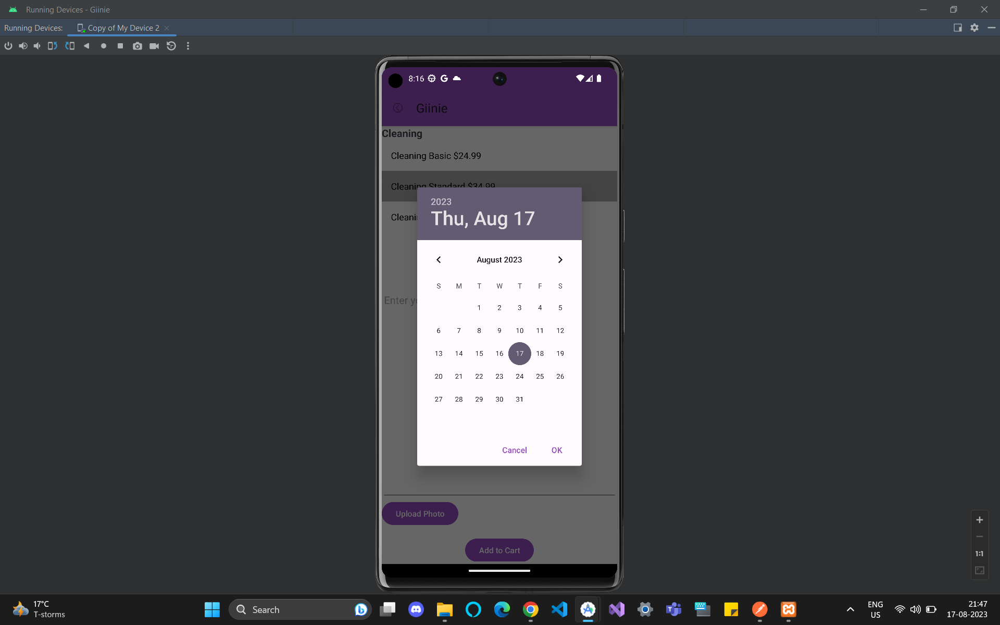 Running Devices - Giinie
Running Devices:
Copy of My Device 2
8:16
G
Giinie
Cleaning
Cleaning Basic $24.99
Cleaning Standard $34.99
Cleani
2023
Thu, Aug 17
August 2023
S M T W T F S
1 2 3 4 5
6 7 8 9 10 11 12
13 14 15 16 17 18 19
20 21 22 23 24 25 26
27 28 29 30 31
Enter yo
Cancel OK
Upload Photo
Add to Cart
1:1
17°C
T-storms
Search
ENG
US
21:47
17-08-2023